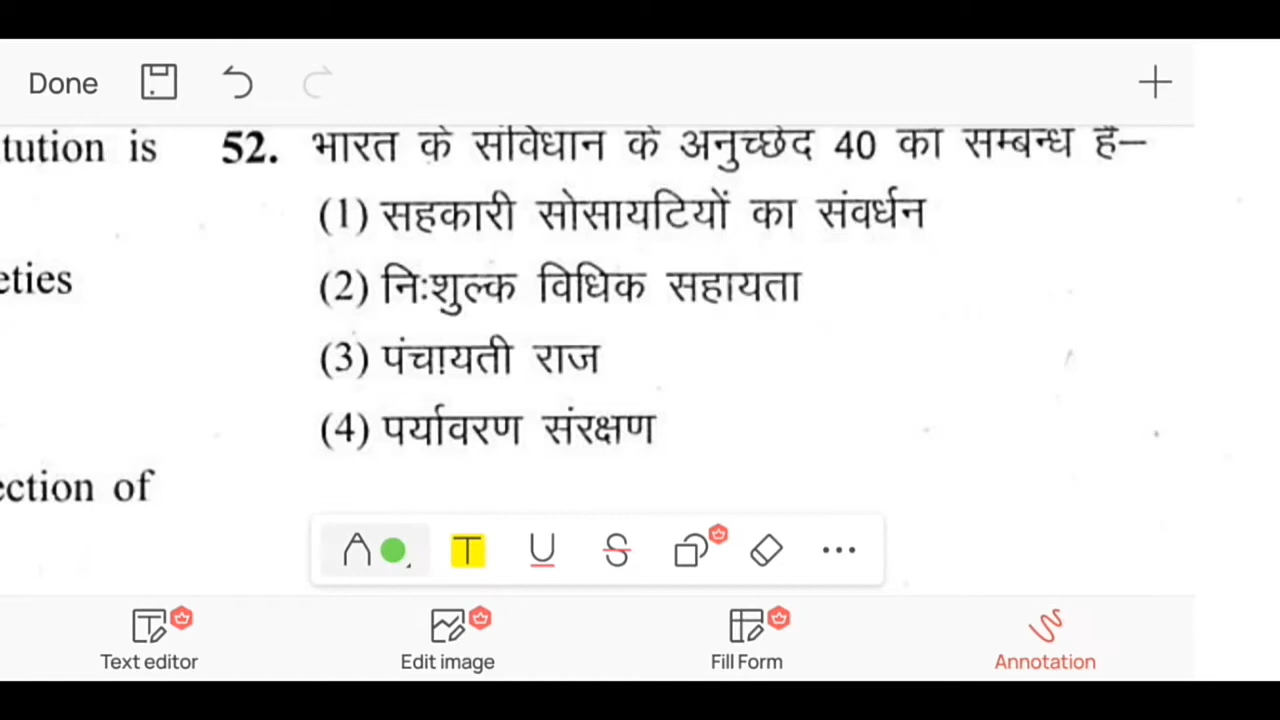 Done
tution is
52. भारत के संविधान के अनुच्छेद 40 का सम्बन्ध है–
(1) सहकारी सोसायटियों का संवर्धन
(2) निःशुल्क विधिक सहायता
eties
(3) पंचायती राज
(4) पर्यावरण संरक्षण
ection of
T
U
S
Text editor
Edit image
Fill Form
Annotation